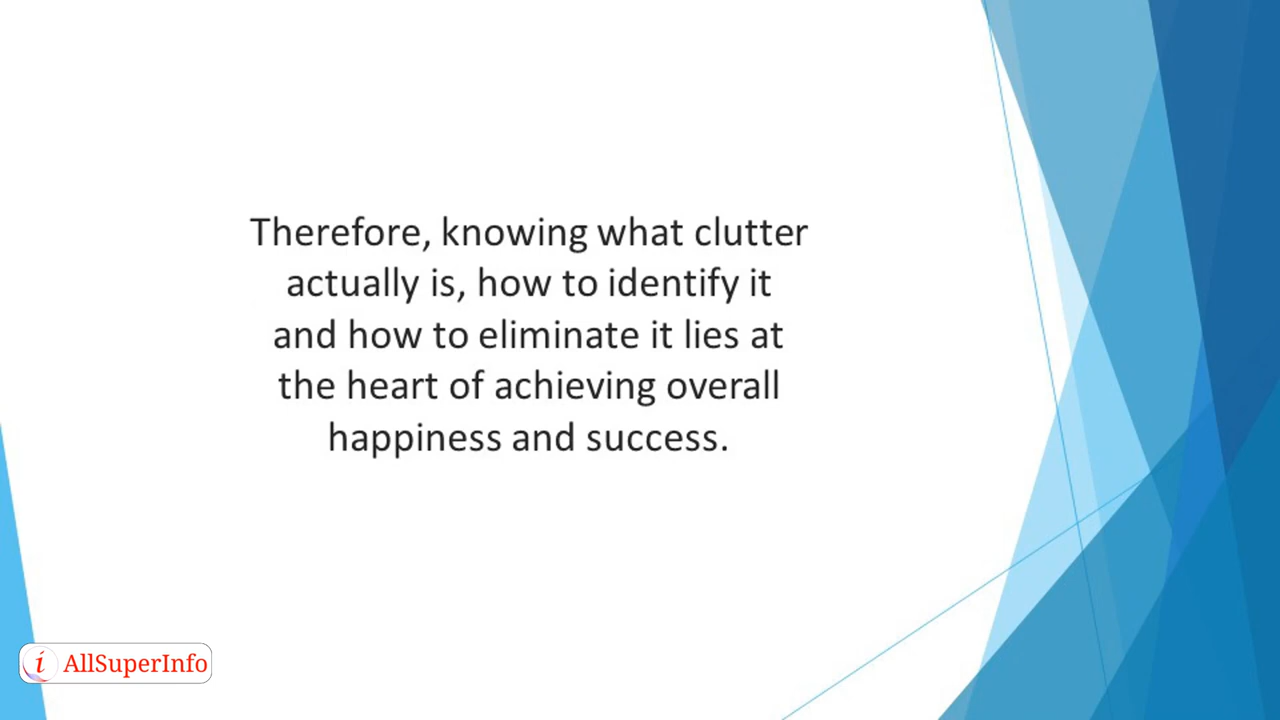 Therefore, knowing what clutter
actually is, how to identify it
and how to eliminate it lies at
the heart of achieving overall
happiness and success.
i AllSuperInfo